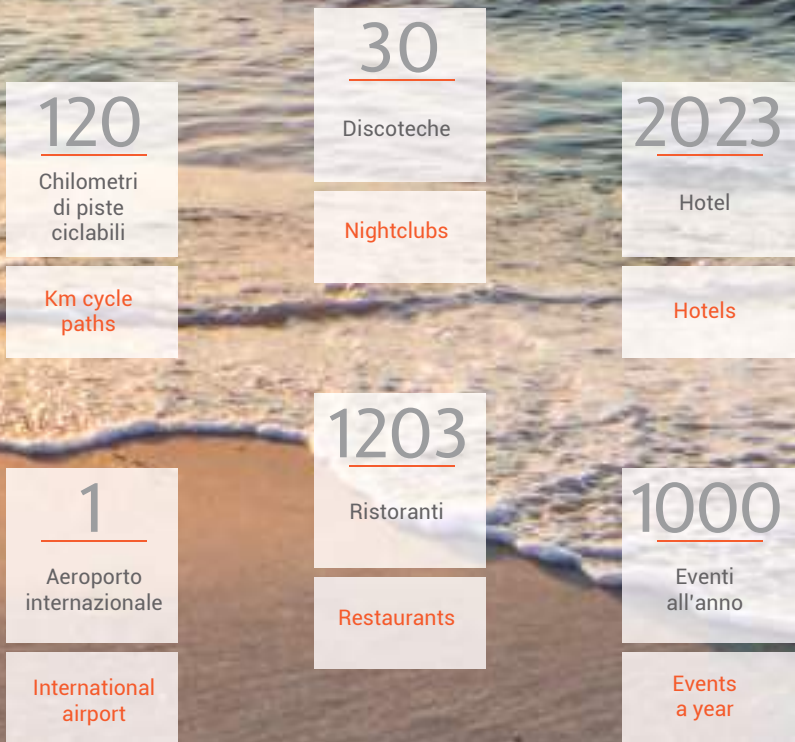 30
Discoteche
Nightclubs
120
Chilometri
di piste
ciclabili
Km cycle
paths
2023
Hotel
Hotels
1203
Ristoranti
Restaurants
1
Aeroporto
internazionale
International
airport
1000
Eventi
all'anno
Events
a year